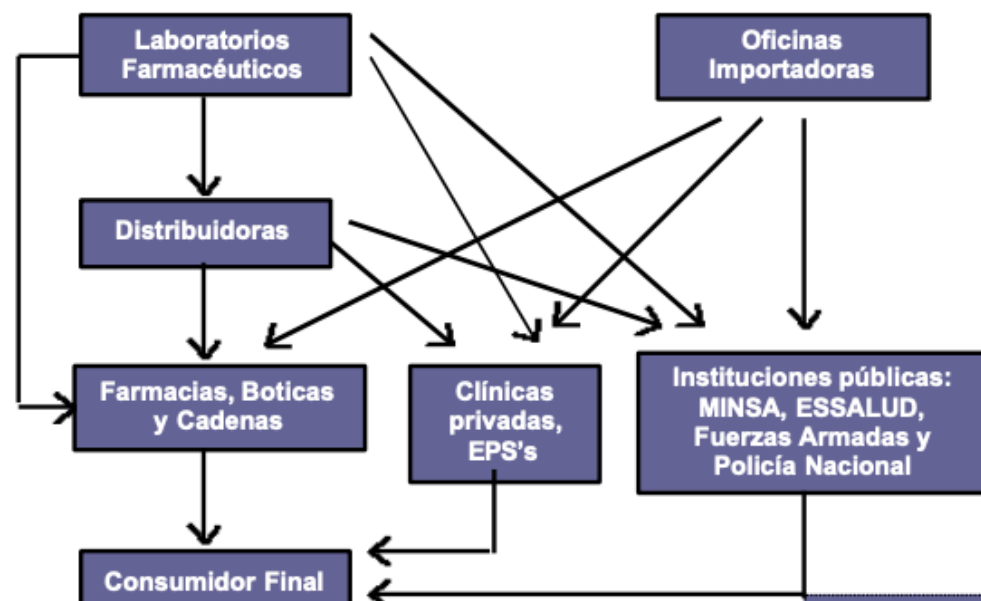 Laboratorios
Farmacéuticos
Oficinas
Importadoras
Distribuidoras
Farmacias, Boticas
y Cadenas
Clínicas
privadas,
EPS's
Instituciones públicas:
MINSA, ESSALUD,
Fuerzas Armadas y
Policía Nacional
Consumidor Final